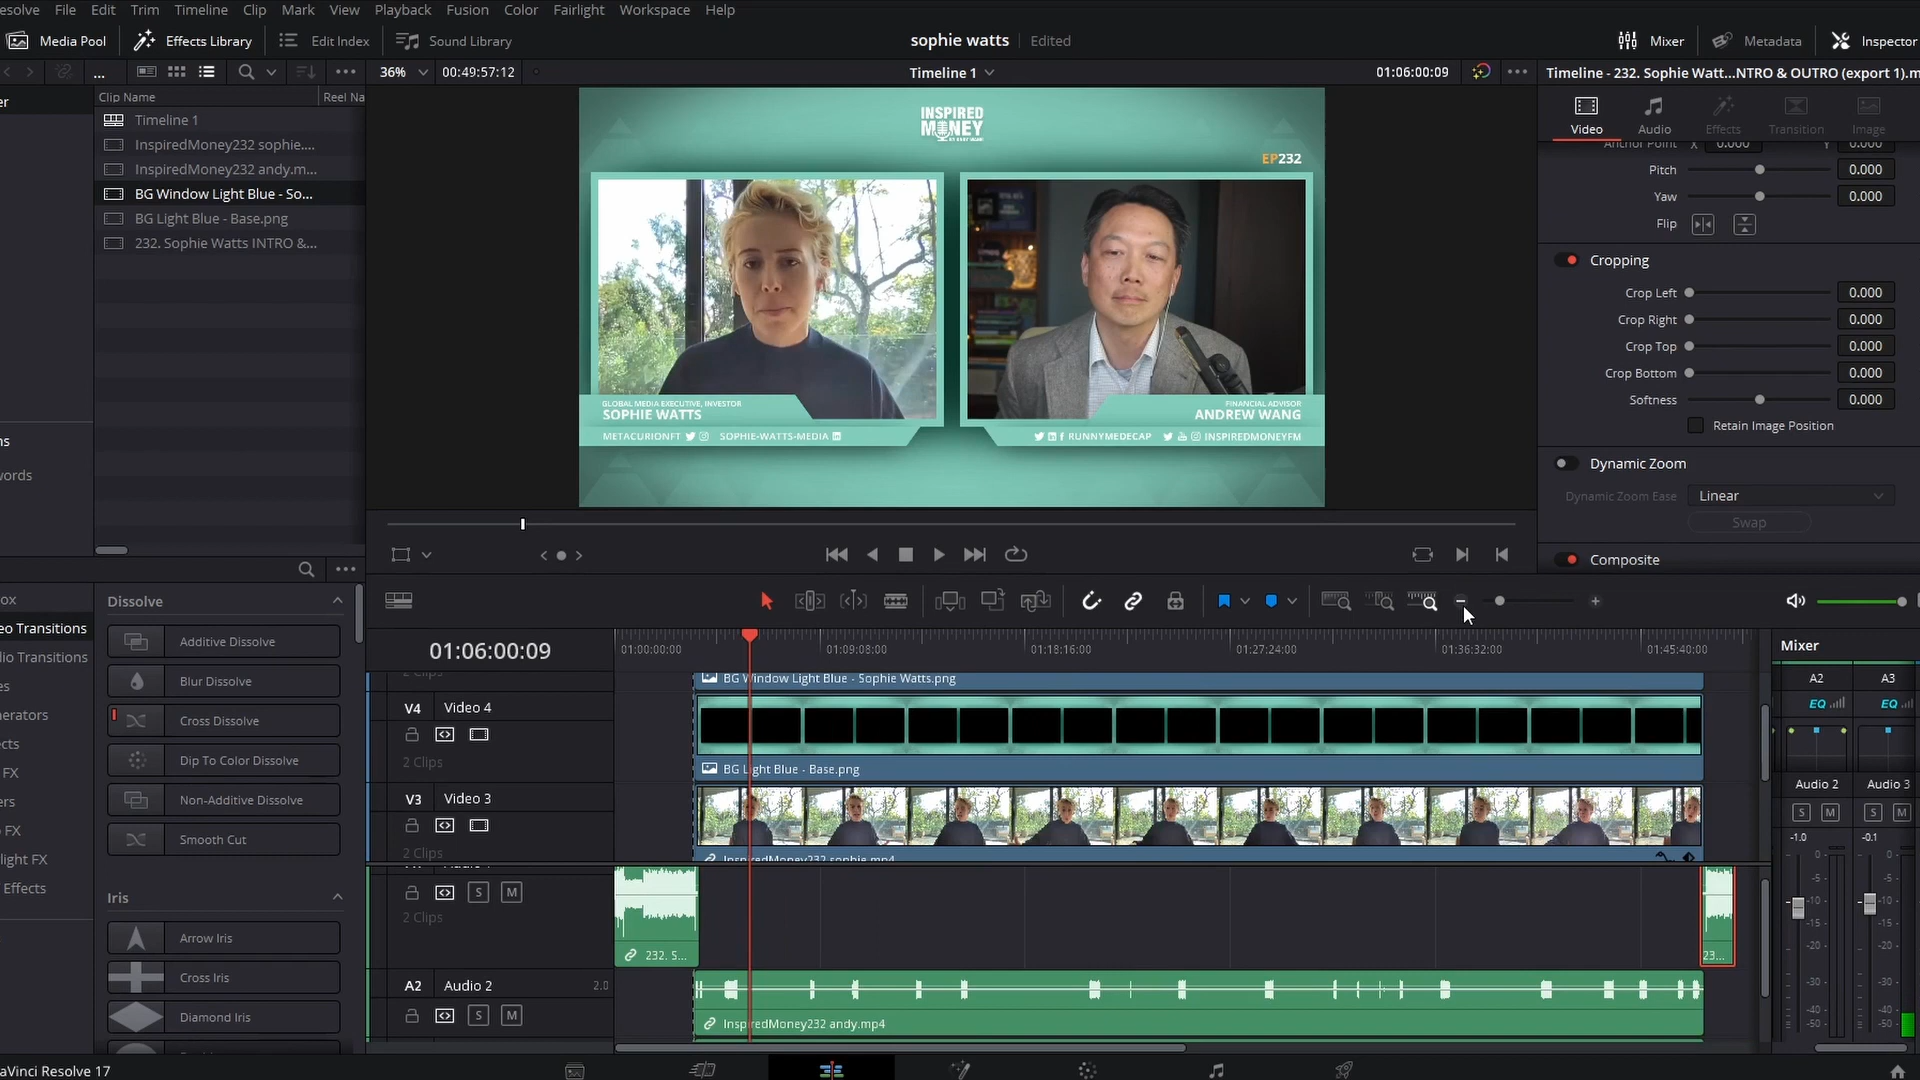 esolve File Edit Trim Timeline Clip Mark View Playback Fusion Color Fairlight Workspace Help
Media Pool Effects Library Edit Index Sound Library sophie watts Edited Mixer Metadata Inspector
... 36% 00:49:57:12 Timeline 1 01:06:00:09 Timeline - 232. Sophie Watt...NTRO & OUTRO (export 1).m
er
ns
words
Clip Name Reel Na
Timeline 1
InspiredMoney232 sophie....
InspiredMoney232 andy.m...
BG Window Light Blue - So...
BG Light Blue - Base.png
232. Sophie Watts INTRO &...
INSPIRED
MONEY
EP232
GLOBAL MEDIA EXECUTIVE, INVESTOR
SOPHIE WATTS
METACURIONFT SOPHIE-WATTS-MEDIA
FINANCIAL ADVISOR
ANDREW WANG
RUNNYMEDECAP INSPIREDMONEYFM
Video Audio Effects Transition Image
Anchor Point X 0.000 Y 0.000
Pitch 0.000
Yaw 0.000
Flip
Cropping
Crop Left 0.000
Crop Right 0.000
Crop Top 0.000
Crop Bottom 0.000
Softness 0.000
Retain Image Position
Dynamic Zoom
Dynamic Zoom Ease Linear
Swap
Composite
ox
eo Transitions
dio Transitions
es
nerators
cts
FX
ers
o FX
light FX
Effects
Dissolve
Additive Dissolve
Blur Dissolve
Cross Dissolve
Dip To Color Dissolve
Non-Additive Dissolve
Smooth Cut
Iris
Arrow Iris
Cross Iris
Diamond Iris
01:06:00:09
01:00:00:00 01:09:08:00 01:18:16:00 01:27:24:00 01:36:32:00 01:45:40:00
2 Clips
BG Window Light Blue - Sophie Watts.png
V4 Video 4
2 Clips
BG Light Blue - Base.png
V3 Video 3
2 Clips
InspiredMoney232 sophie.mp4
S M
2 Clips
232. S...
23...
A2 Audio 2 2.0
S M
InspiredMoney232 andy.mp4
Mixer
A2 A3
EQ EQ
Audio 2 Audio 3
S M S M
-1.0 -0.1
0 0
-5 -5
-10 -10
-15 -15
-20 -20
-30 -30
-40 -40
-50 -50
aVinci Resolve 17